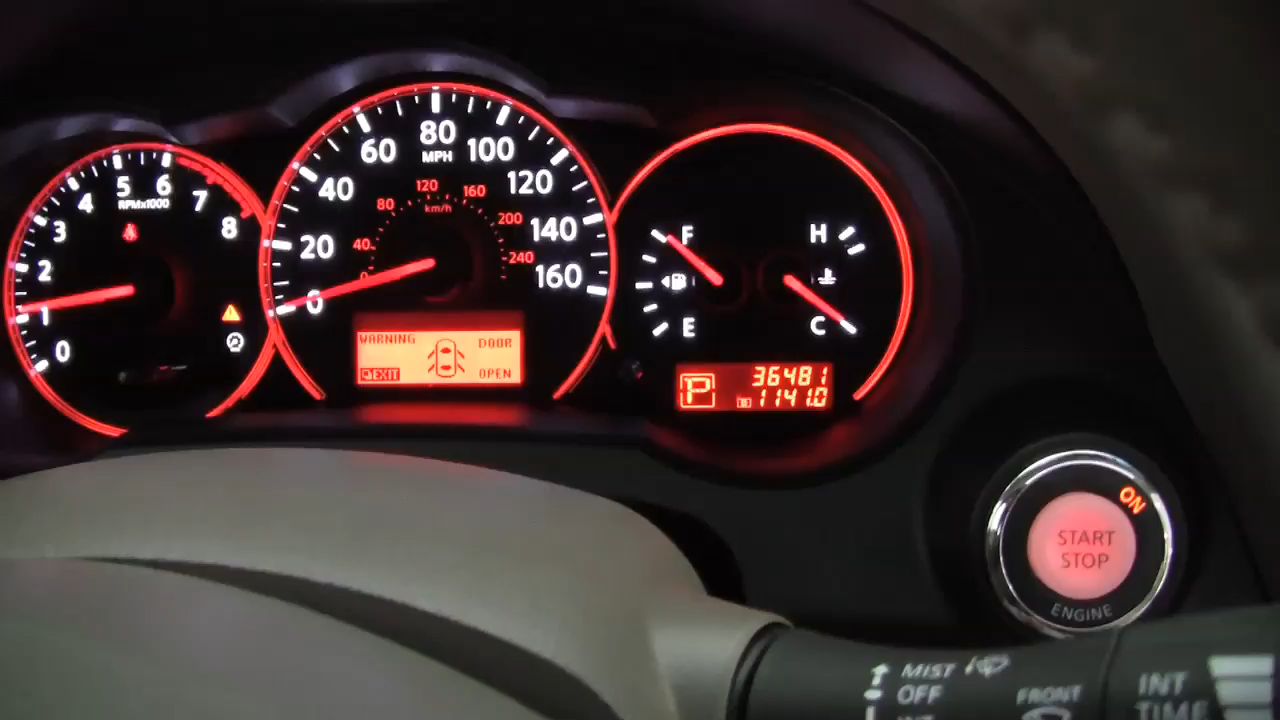 0
1
2
3
4
5
6
7
8
RPMx1000
0
20
40
60
80
100
120
140
160
MPH
40
80
120
160
200
240
km/h
WARNING
DOOR
EXIT
OPEN
F
E
H
C
P
36481
1141.0
ON
START
STOP
ENGINE
MIST
OFF
INT
FRONT
INT
TIME